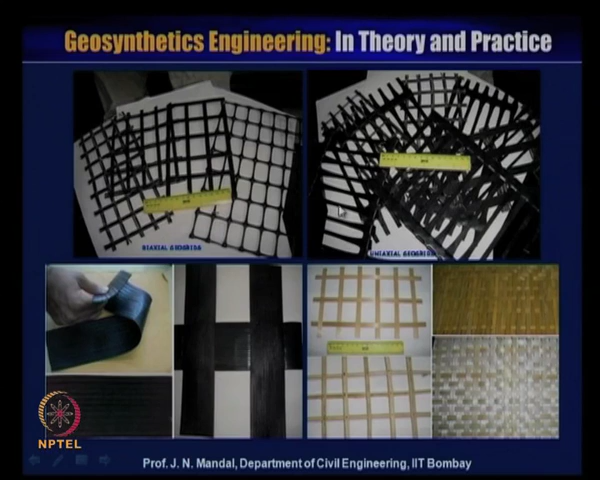 Geosynthetics Engineering: In Theory and Practice
BIAXIAL GEOGRIDS
UNIAXIAL GEOGRIDS
NPTEL
Prof. J. N. Mandal, Department of Civil Engineering, IIT Bombay